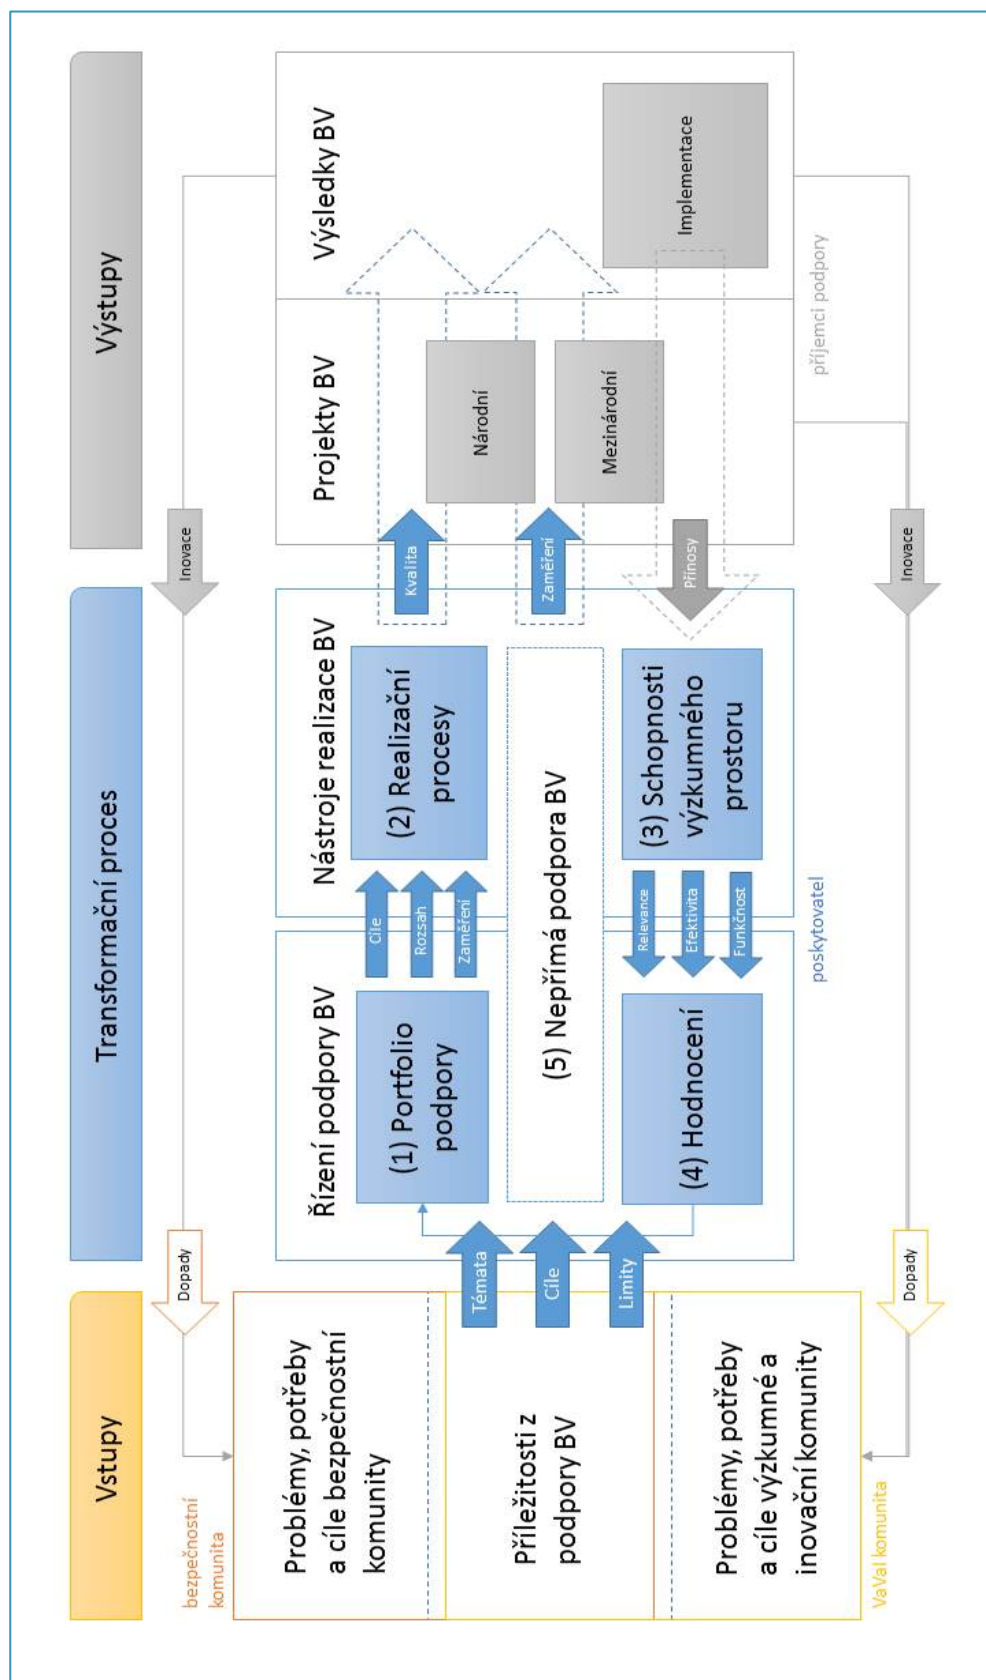 Vstupy
Transformační proces
Výstupy
Inovace
Dopady
bezpečnostní
komunita
Problémy, potřeby
a cíle bezpečnostní
komunity
Příležitosti z
podpory BV
Problémy, potřeby
a cíle výzkumné a
inovační komunity
VaVaI komunita
Témata
Cíle
Limity
Řízení podpory BV
(1) Portfolio
podpory
(4) Hodnocení
(5) Nepřímá podpora BV
Cíle
Rozsah
Zaměření
Relevance
Efektivita
Funkčnost
Nástroje realizace BV
(2) Realizační
procesy
(3) Schopnosti
výzkumného
prostoru
poskytovatel
Kvalita
Zaměření
Přínosy
Projekty BV
Národní
Mezinárodní
Výsledky BV
Implementace
příjemci podpory
Inovace
Dopady